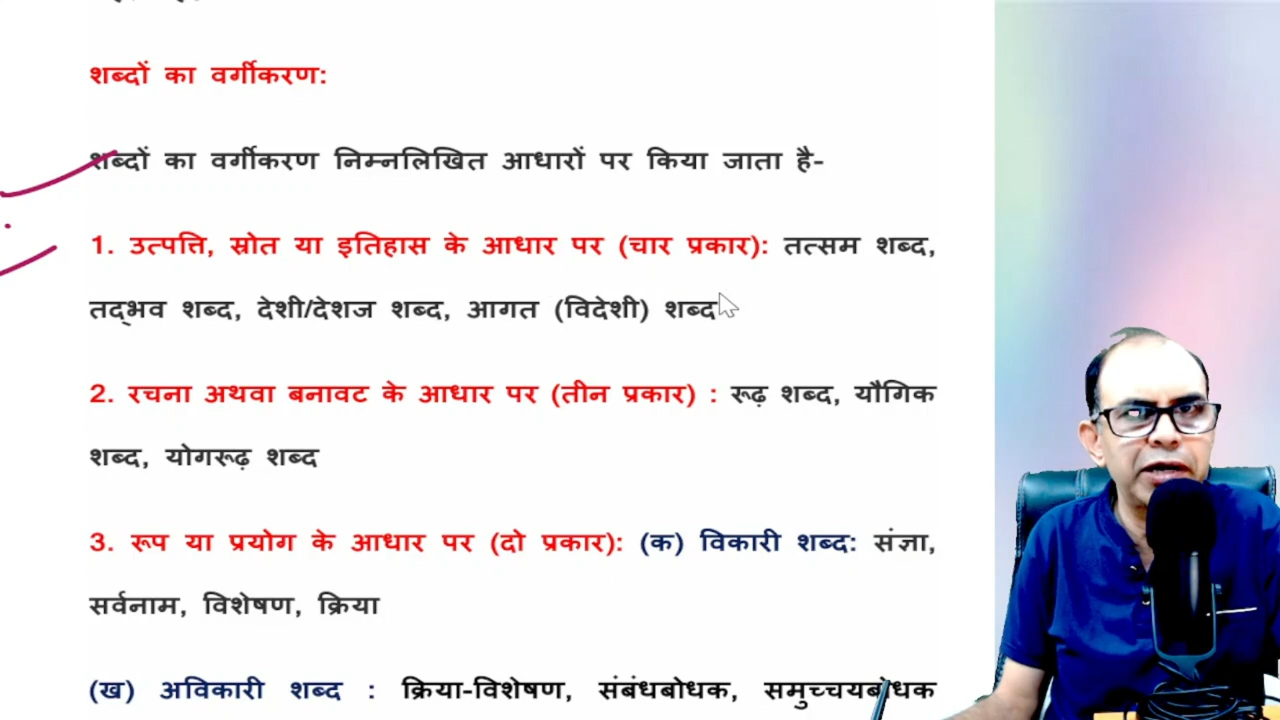 शब्दों का वर्गीकरण:
शब्दों का वर्गीकरण निम्नलिखित आधारों पर किया जाता है-
1. उत्पत्ति, स्रोत या इतिहास के आधार पर (चार प्रकार): तत्सम शब्द,
तद्भव शब्द, देशी/देशज शब्द, आगत (विदेशी) शब्द
2. रचना अथवा बनावट के आधार पर (तीन प्रकार) : रूढ़ शब्द, यौगिक
शब्द, योगरूढ़ शब्द
3. रूप या प्रयोग के आधार पर (दो प्रकार): (क) विकारी शब्द: संज्ञा,
सर्वनाम, विशेषण, क्रिया
(ख) अविकारी शब्द : क्रिया-विशेषण, संबंधबोधक, समुच्चयबोधक